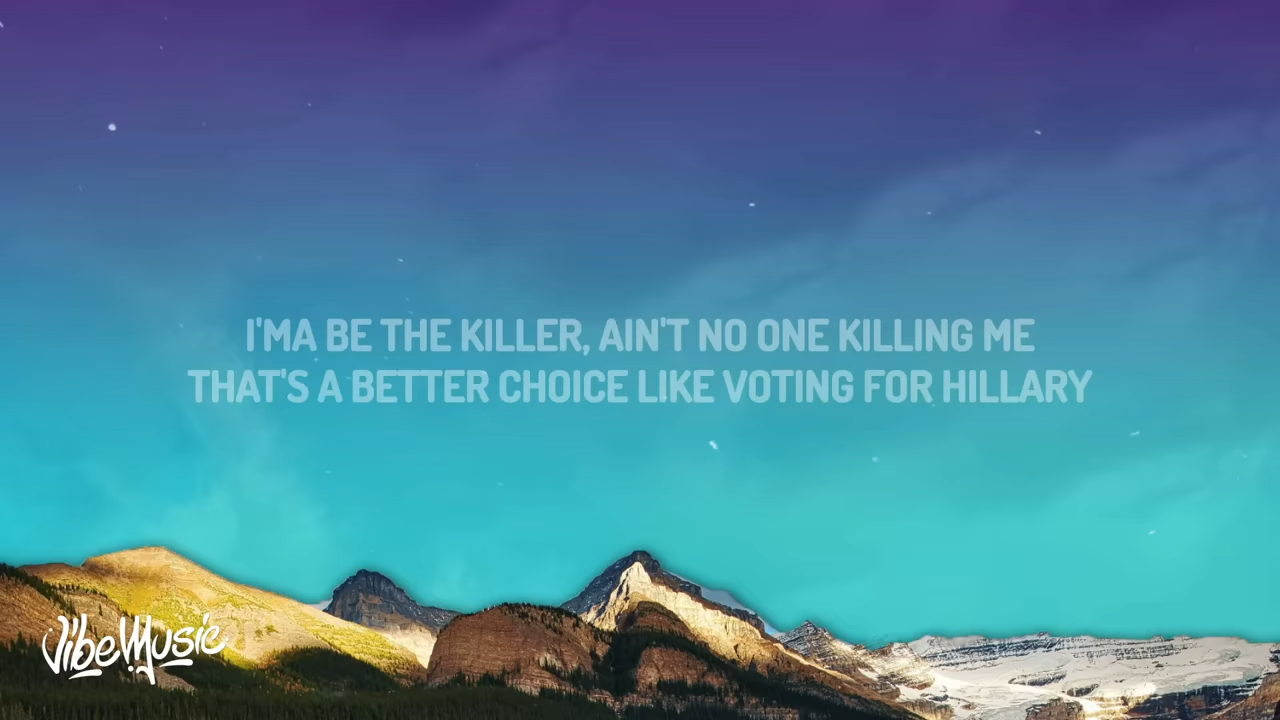 I'MA BE THE KILLER, AIN'T NO ONE KILLING ME
THAT'S A BETTER CHOICE LIKE VOTING FOR HILLARY
VibeMusic